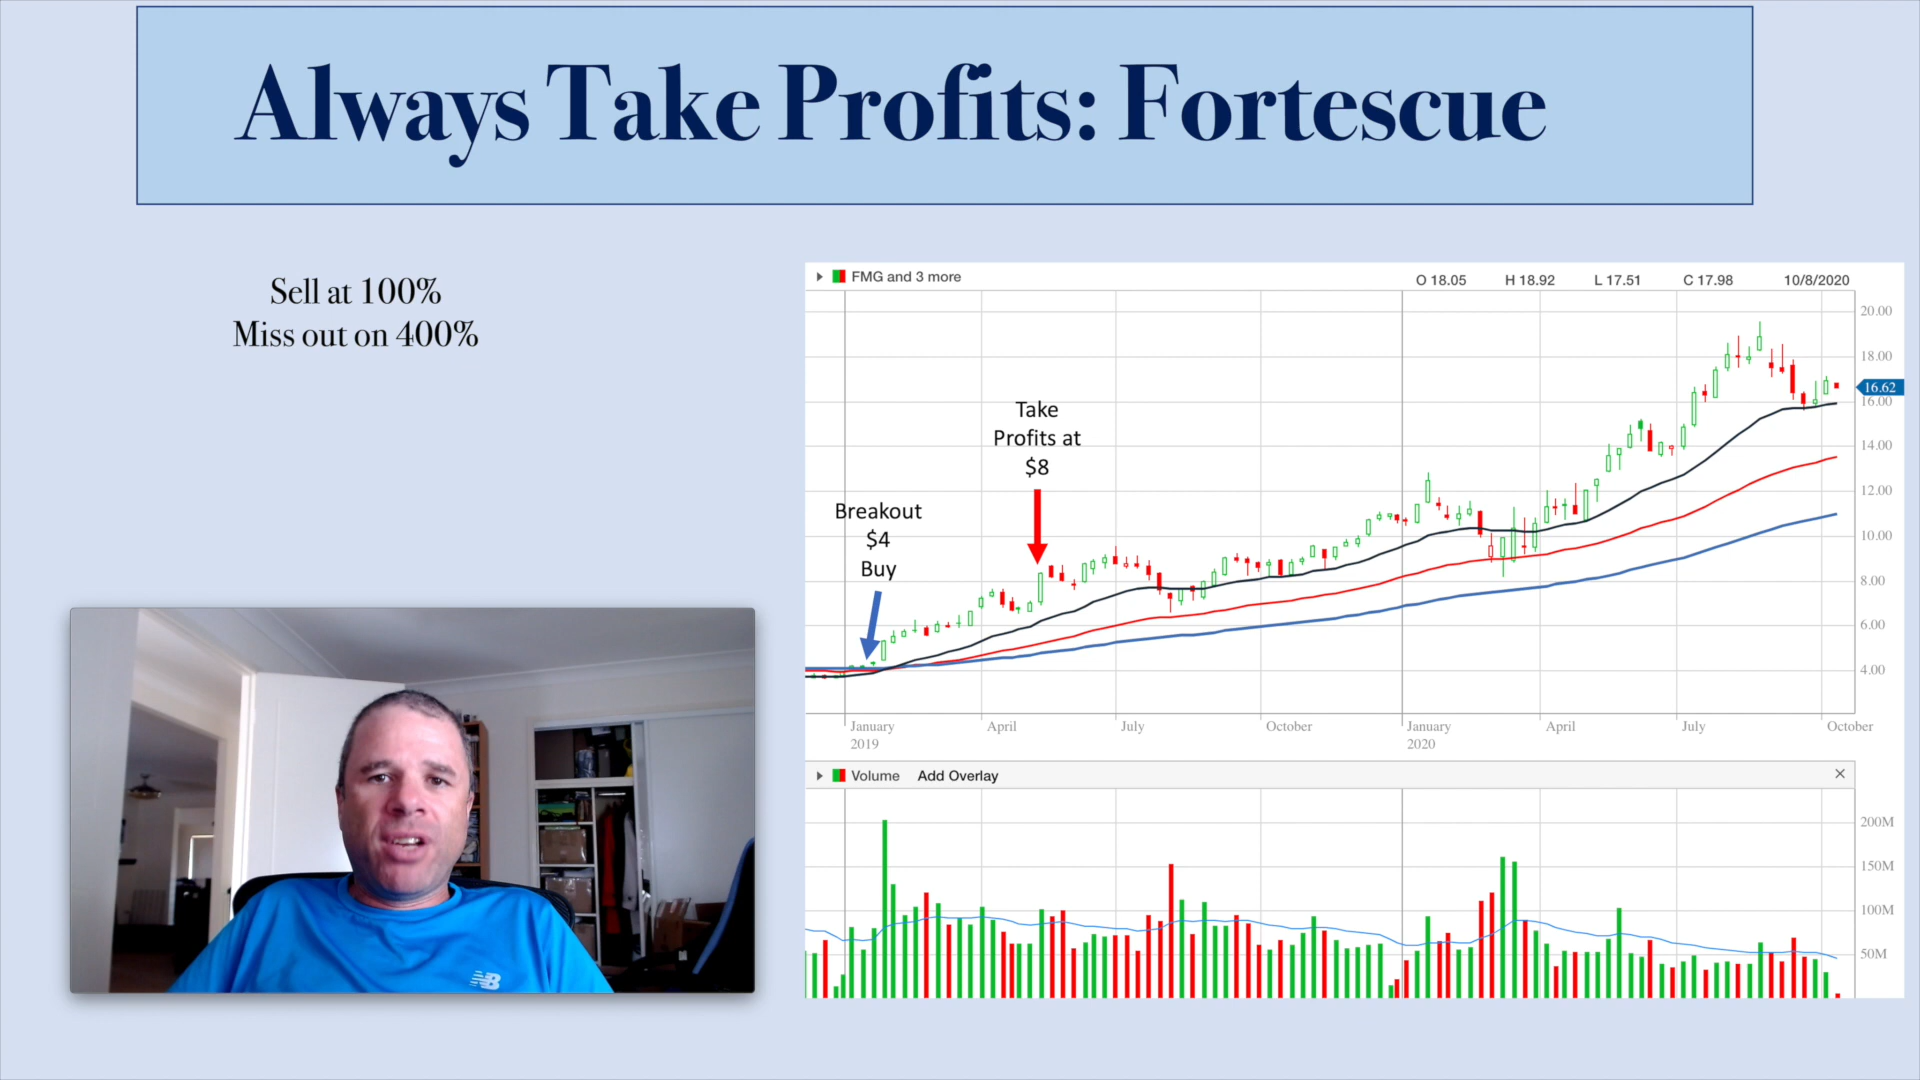 Always Take Profits: Fortescue
Sell at 100%
Miss out on 400%
FMG and 3 more
O 18.05 H 18.92 L 17.51 C 17.98 10/8/2020
Breakout
$4
Buy
Take
Profits at
$8
20.00
18.00
16.62
16.00
14.00
12.00
10.00
8.00
6.00
4.00
January April July October January April July October
2019 2020
Volume Add Overlay
200M
150M
100M
50M
NB